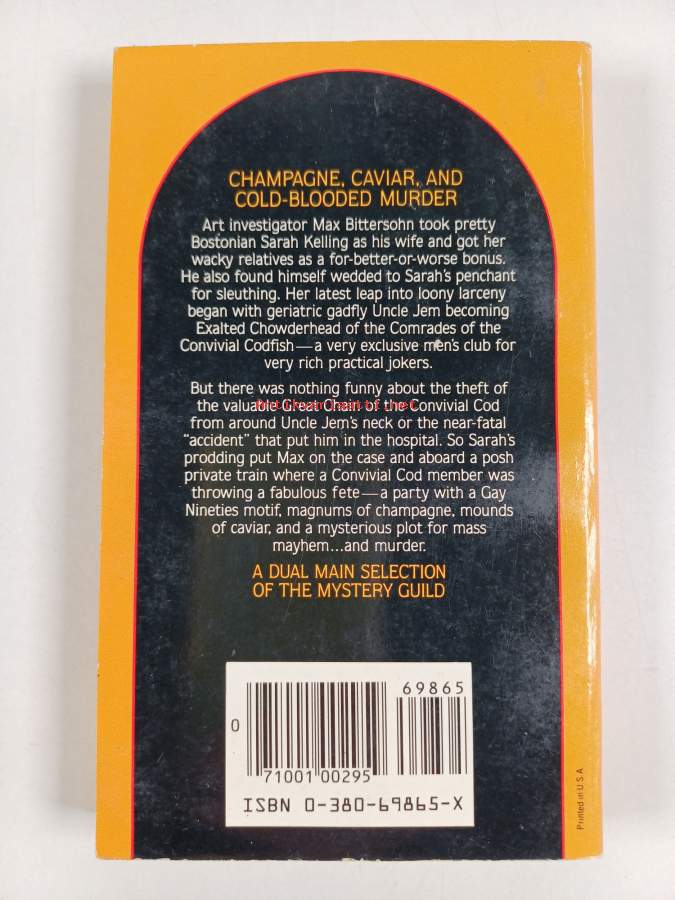 CHAMPAGNE, CAVIAR, AND
COLD-BLOODED MURDER
Art investigator Max Bittersohn took pretty
Bostonian Sarah Kelling as his wife and got her
wacky relatives as a for-better-or-worse bonus.
He also found himself wedded to Sarah's penchant
for sleuthing. Her latest leap into loony larceny
began with geriatric gadfly Uncle Jem becoming
Exalted Chowderhead of the Comrades of the
Convivial Codfish—a very exclusive men's club for
very rich practical jokers.
But there was nothing funny about the theft of
the valuable Great Chain of the Convivial Cod
from around Uncle Jem's neck or the near-fatal
“accident” that put him in the hospital. So Sarah's
prodding put Max on the case and aboard a posh
private train where a Convivial Cod member was
throwing a fabulous fete—a party with a Gay
Nineties motif, magnums of champagne, mounds
of caviar, and a mysterious plot for mass
mayhem...and murder.
A DUAL MAIN SELECTION
OF THE MYSTERY GUILD
69865
0
71001 00295
ISBN 0-380-69865-X
Printed in U.S.A.